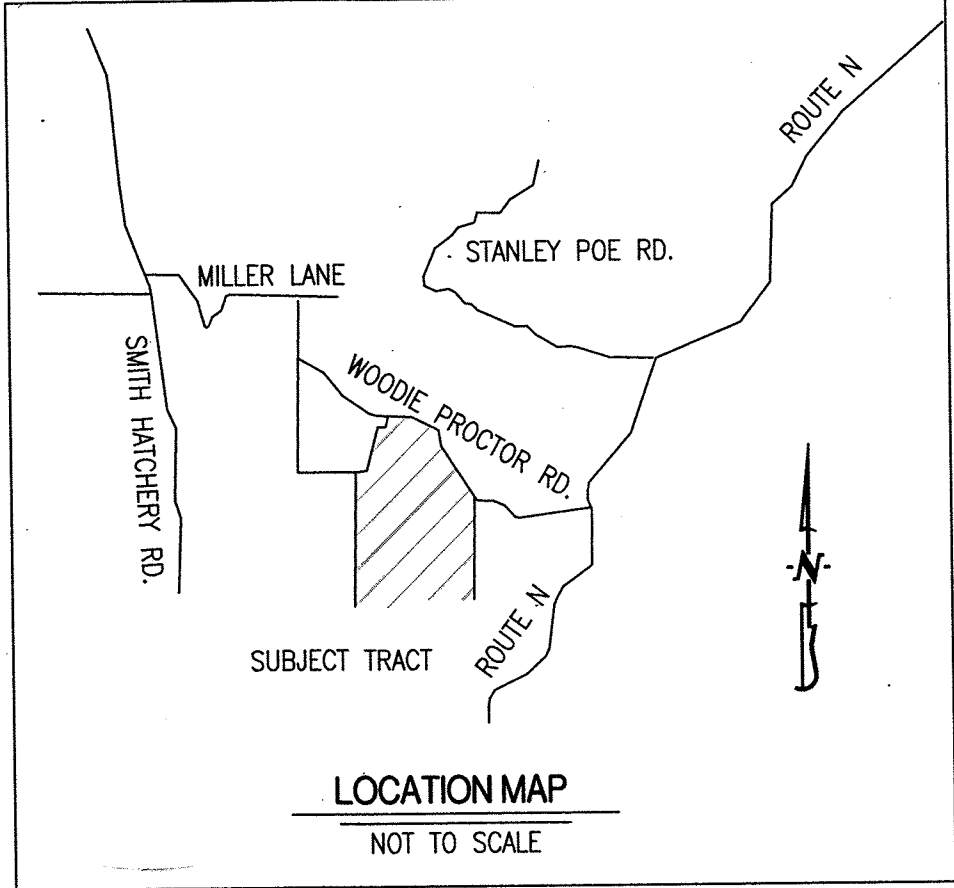 ROUTE N
STANLEY POE RD.
MILLER LANE
SMITH HATCHERY RD.
WOODIE PROCTOR RD.
N
ROUTE N
SUBJECT TRACT
LOCATION MAP
NOT TO SCALE